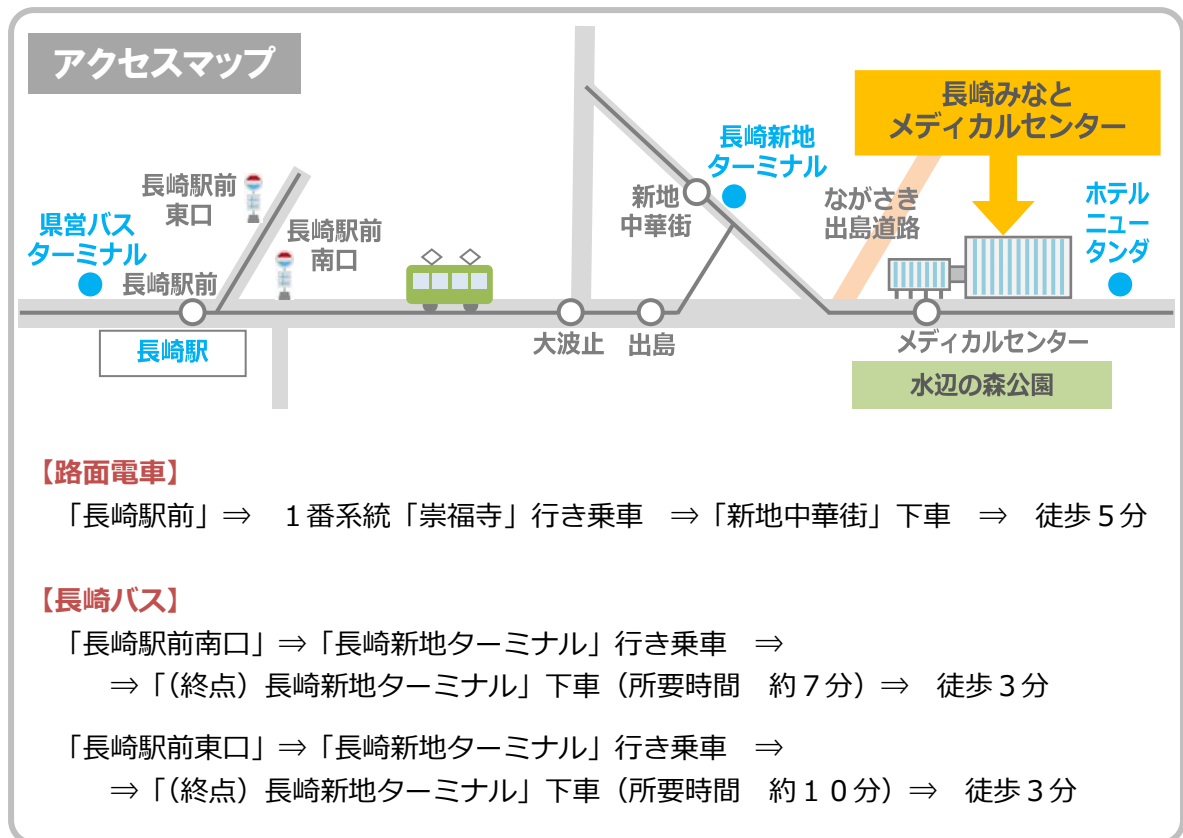 アクセスマップ
長崎みなと
メディカルセンター
長崎新地
ターミナル
長崎駅前
東口
新地
中華街
ながさき
出島道路
ホテル
ニュー
タンダ
県営バス
ターミナル
長崎駅前
南口
長崎駅前
長崎駅
大波止
出島
メディカルセンター
水辺の森公園
【路面電車】
「長崎駅前」⇒　１番系統「崇福寺」行き乗車　⇒「新地中華街」下車　⇒　徒歩５分
【長崎バス】
「長崎駅前南口」⇒「長崎新地ターミナル」行き乗車　⇒
⇒「（終点）長崎新地ターミナル」下車（所要時間　約７分）⇒　徒歩３分
「長崎駅前東口」⇒「長崎新地ターミナル」行き乗車　⇒
⇒「（終点）長崎新地ターミナル」下車（所要時間　約１０分）⇒　徒歩３分